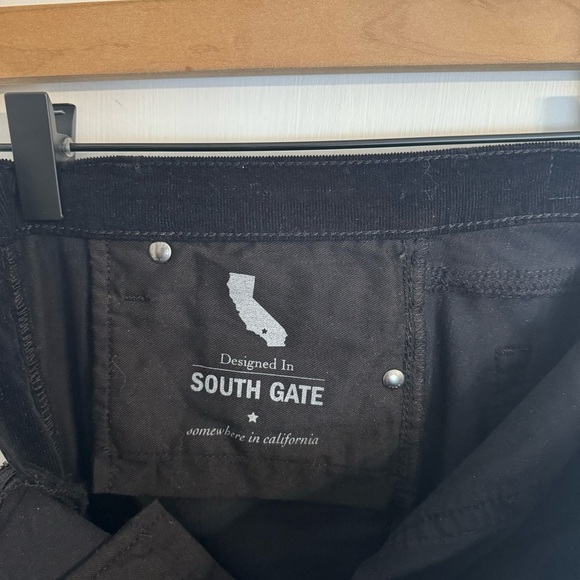 Designed In
SOUTH GATE
somewhere in california